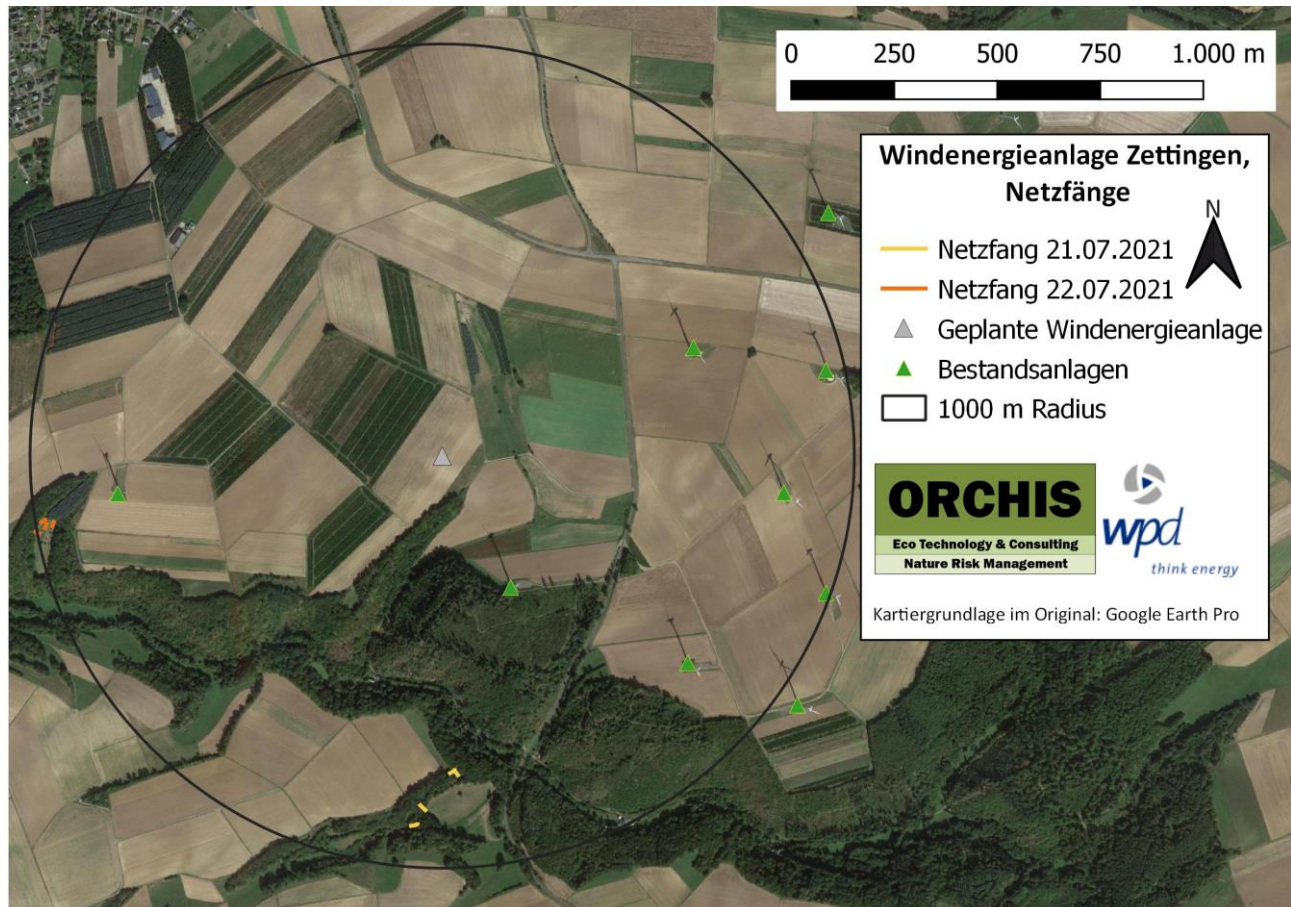 0 250 500 750 1.000 m
Windenergieanlage Zettingen,
Netzfänge
N
Netzfang 21.07.2021
Netzfang 22.07.2021
Geplante Windenergieanlage
Bestandsanlagen
1000 m Radius
ORCHIS
Eco Technology & Consulting
Nature Risk Management
wpd
think energy
Kartiergrundlage im Original: Google Earth Pro